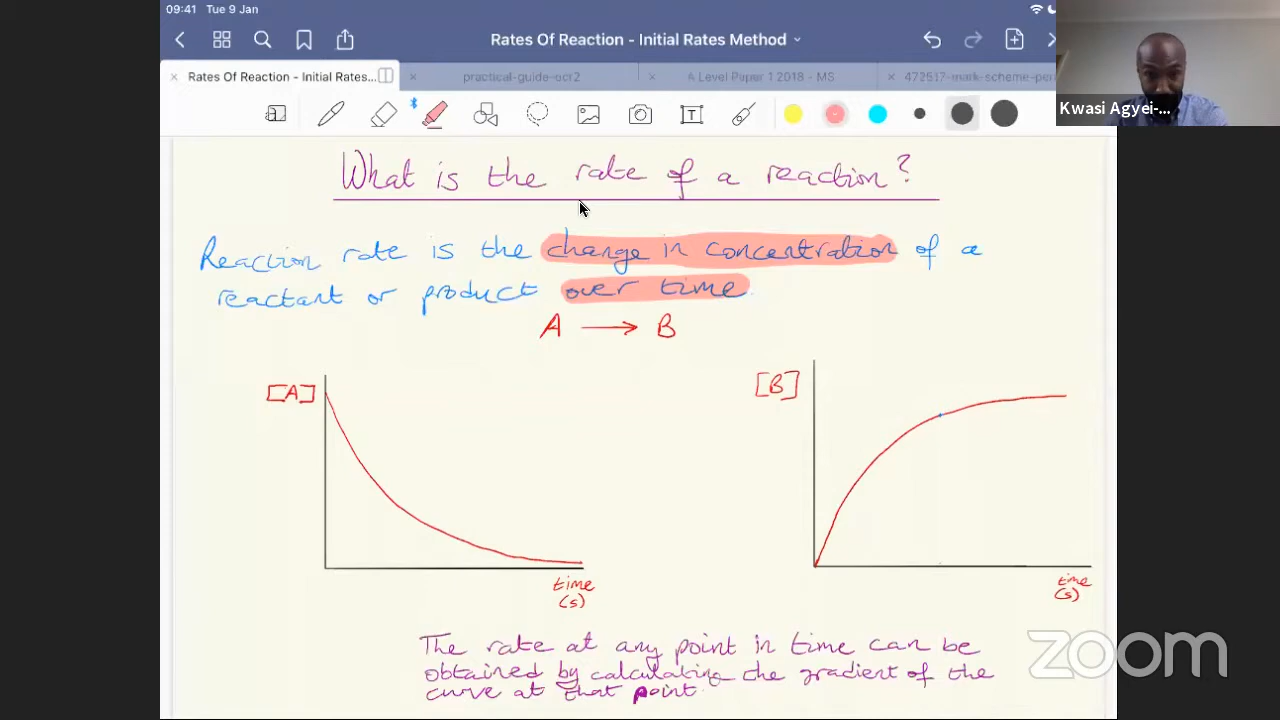 09:41 Tue 9 Jan
Rates Of Reaction - Initial Rates Method
Rates Of Reaction - Initial Rates...
practical-guide-ocr2
A Level Paper 1 2018 - MS
472517-mark-scheme-per
Kwasi Agyei-...
What is the rate of a reaction?
Reaction rate is the change in concentration of a
reactant or product over time.
A → B
[A]
[B]
time
(s)
time
(s)
The rate at any point in time can be
obtained by calculating the gradient of the
curve at that point.
zoom